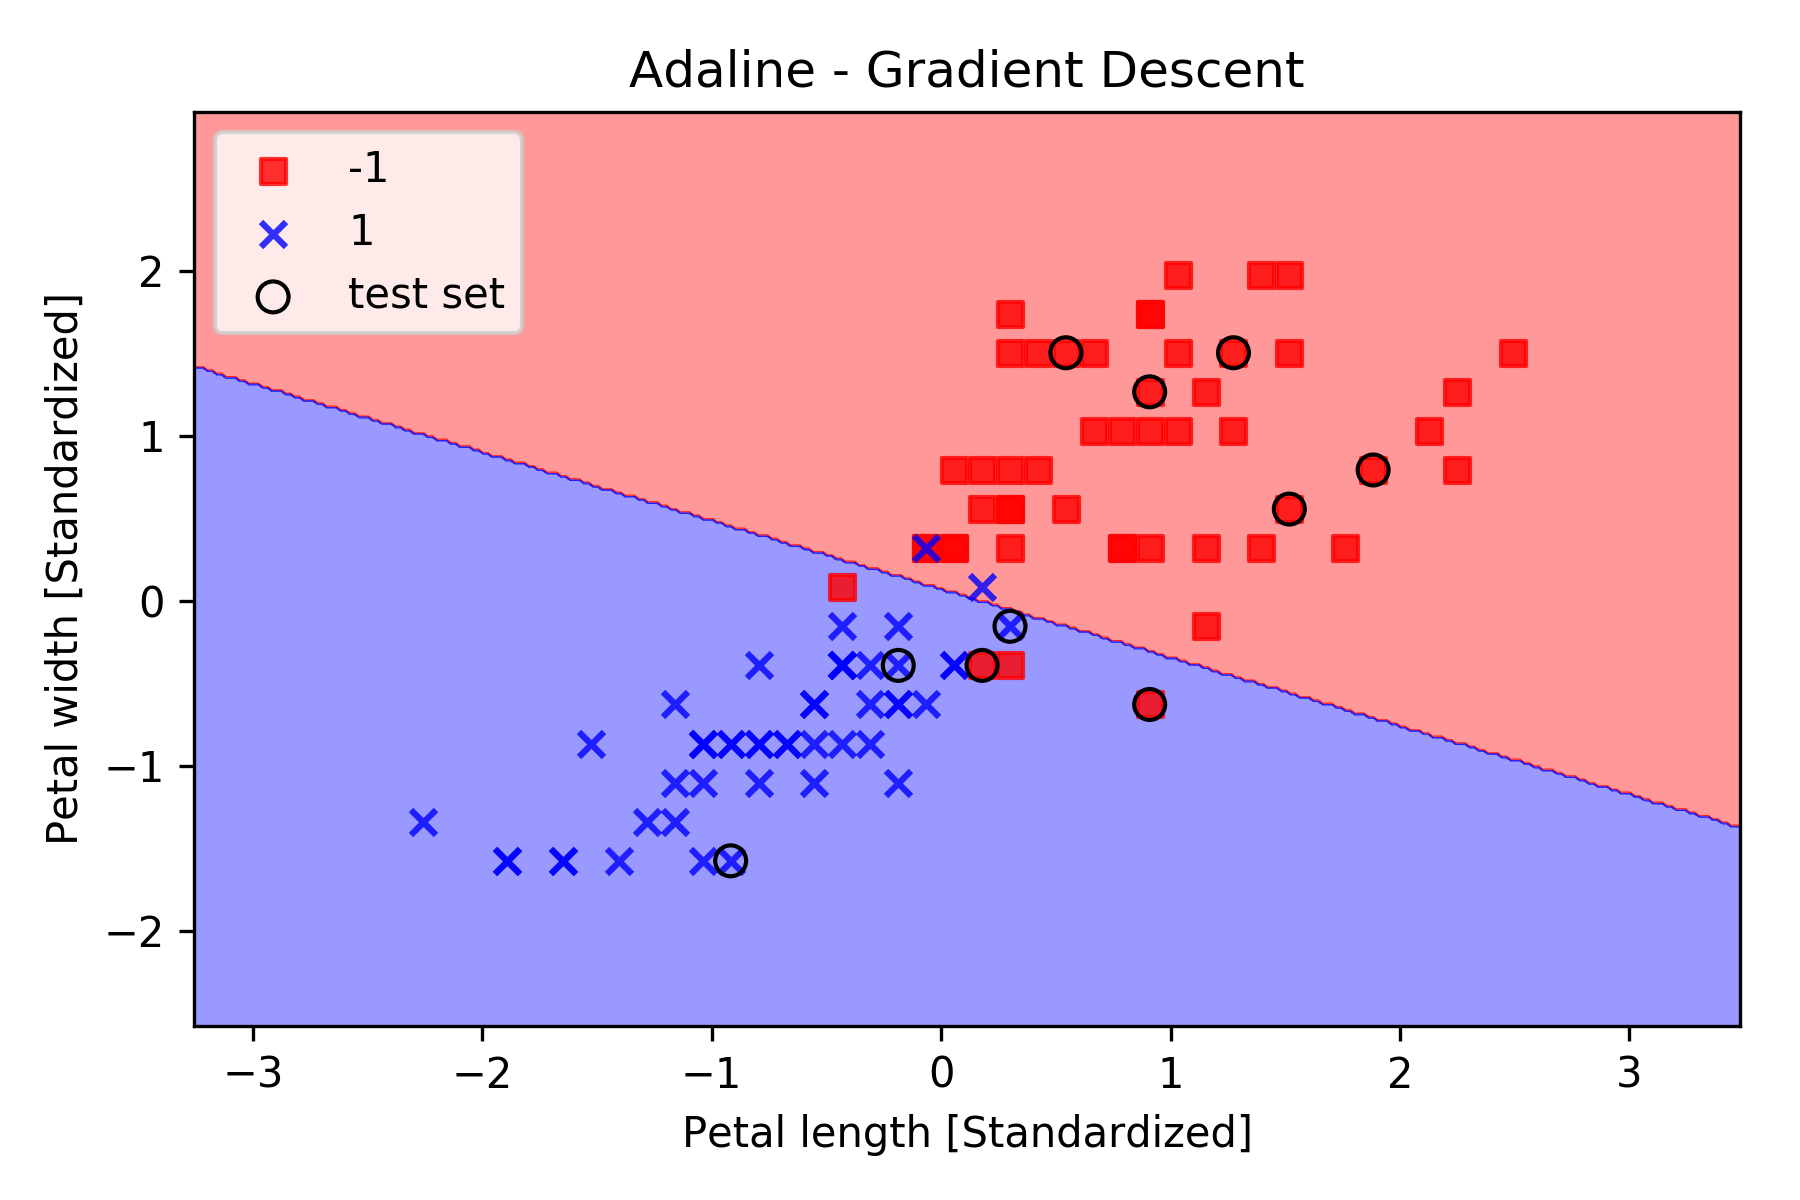 Adaline - Gradient Descent
-1
1
test set
Petal width [Standardized]
2
1
0
−1
−2
−3 −2 −1 0 1 2 3
Petal length [Standardized]